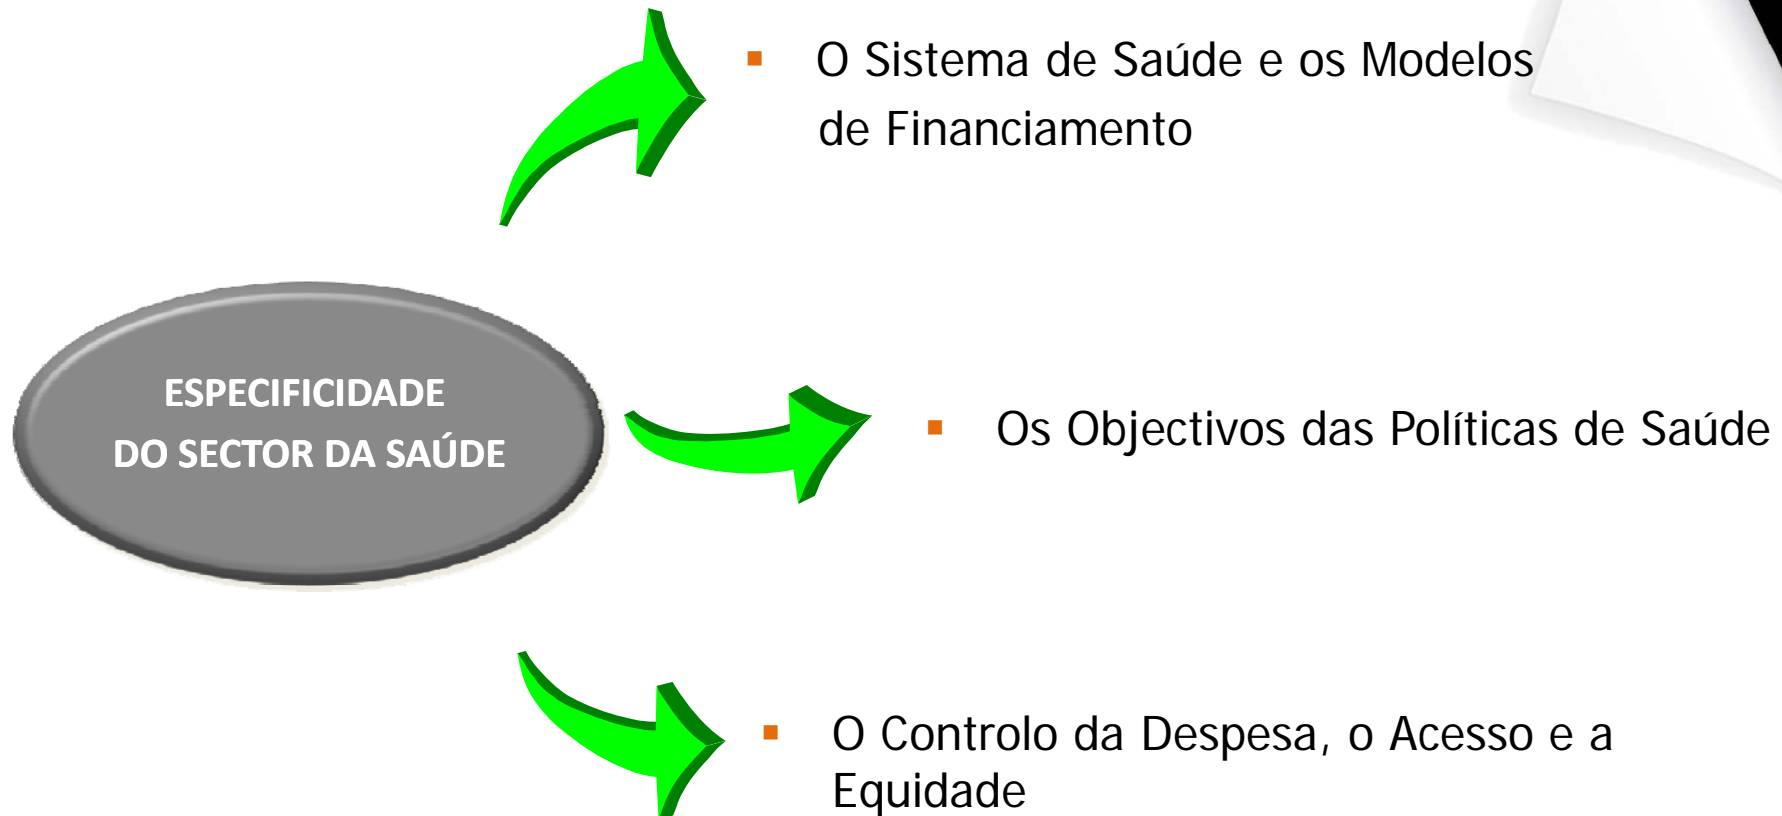 ▪ O Sistema de Saúde e os Modelos
de Financiamento
ESPECIFICIDADE
DO SECTOR DA SAÚDE
▪ Os Objectivos das Políticas de Saúde
▪ O Controlo da Despesa, o Acesso e a
Equidade